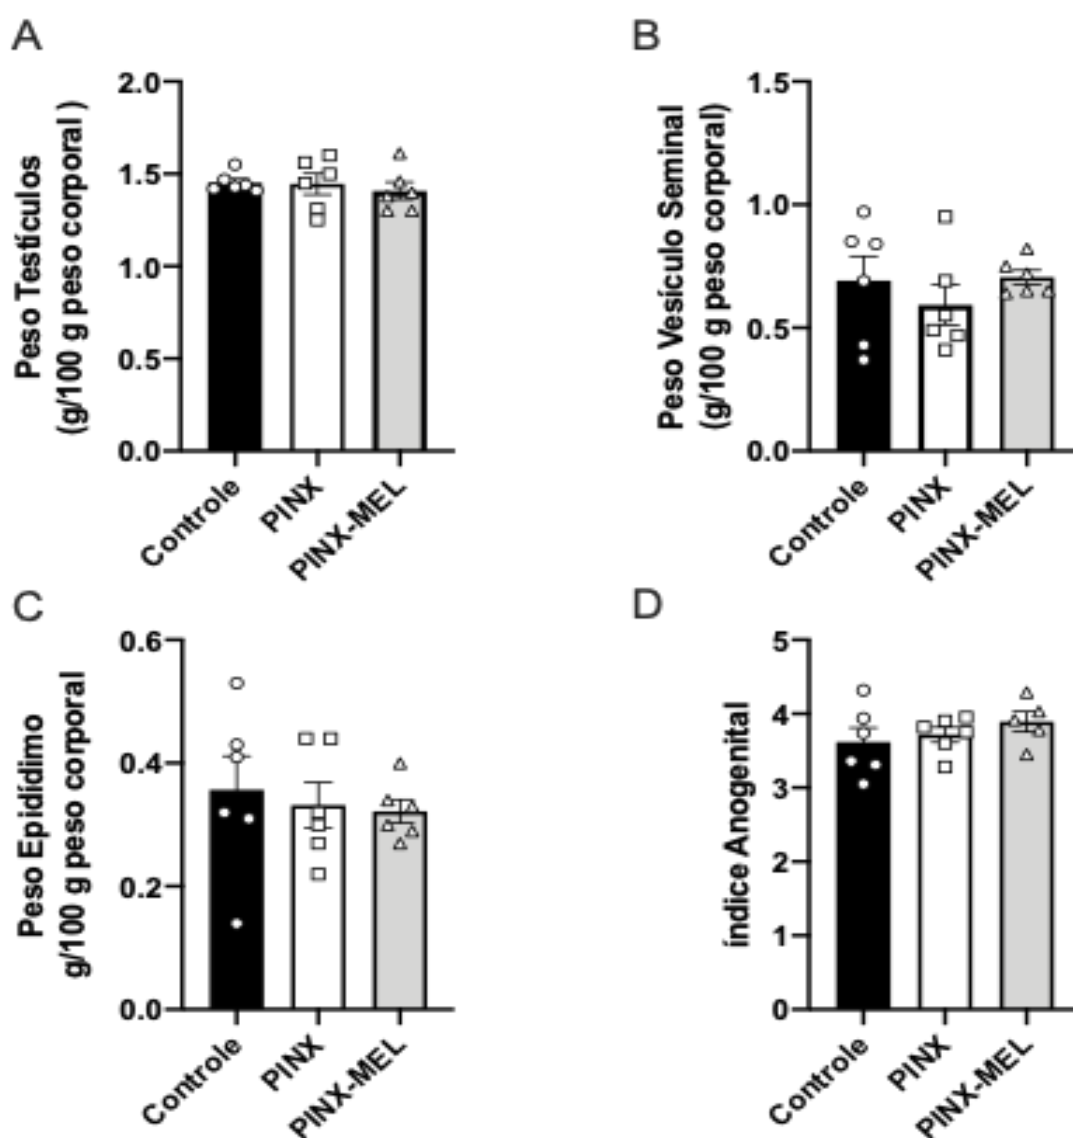 A
Peso Testículos
(g/100 g peso corporal )
2.0
1.5
1.0
0.5
0.0
Controle
PINX
PINX-MEL
B
Peso Vesículo Seminal
(g/100 g peso corporal)
1.5
1.0
0.5
0.0
Controle
PINX
PINX-MEL
C
Peso Epidídimo
g/100 g peso corporal
0.6
0.4
0.2
0.0
Controle
PINX
PINX-MEL
D
índice Anogenital
5
4
3
2
1
0
Controle
PINX
PINX-MEL